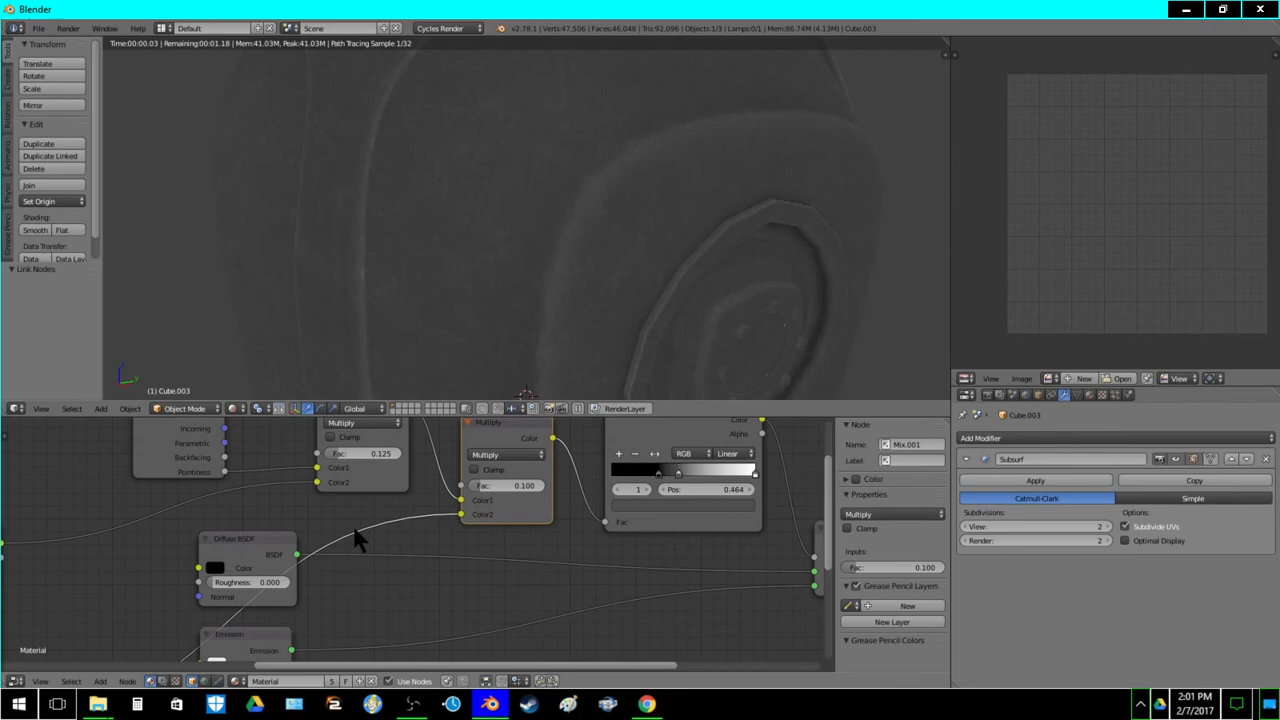 Blender
File
Render
Window
Help
Default
Scene
Cycles Render
v2.78.1 | Verts:47,506 | Faces:46,048 | Tris:92,096 | Objects:1/3 | Lamps:0/1 | Mem:86.74M (4.13M) | Cube.003
Time:00:00.03 | Remaining:00:01.18 | Mem:41.03M, Peak:41.03M | Path Tracing Sample 1/32
Tools
Create
Relation
Animatio
Physic
Grease Penci
Transform
Translate
Rotate
Scale
Mirror
Edit
Duplicate
Duplicate Linked
Delete
Join
Set Origin
Shading:
Smooth
Flat
Data Transfer:
Data
Data Lay
Link Nodes
(1) Cube.003
View
Select
Add
Object
Object Mode
Global
RenderLayer
View
Image
New
Open
View
Incoming
Parametric
Backfacing
Pointiness
Multiply
Clamp
Fac: 0.125
Color1
Color2
Multiply
Color
Multiply
Clamp
Fac: 0.100
Color1
Color2
Color
Alpha
RGB
Linear
1
Pos: 0.464
Fac
Diffuse BSDF
BSDF
Color
Roughness: 0.000
Normal
Emission
Emission
Material
Node
Name:
Mix.001
Label:
Color
Properties
Multiply
Clamp
Inputs:
Fac: 0.100
Grease Pencil Layers
New
New Layer
Grease Pencil Colors
Cube.003
Add Modifier
Subsurf
Apply
Copy
Catmull-Clark
Simple
Subdivisions:
Options:
View: 2
Subdivide UVs
Render: 2
Optimal Display
View
Select
Add
Node
Material
5
F
Use Nodes
2:01 PM
2/7/2017